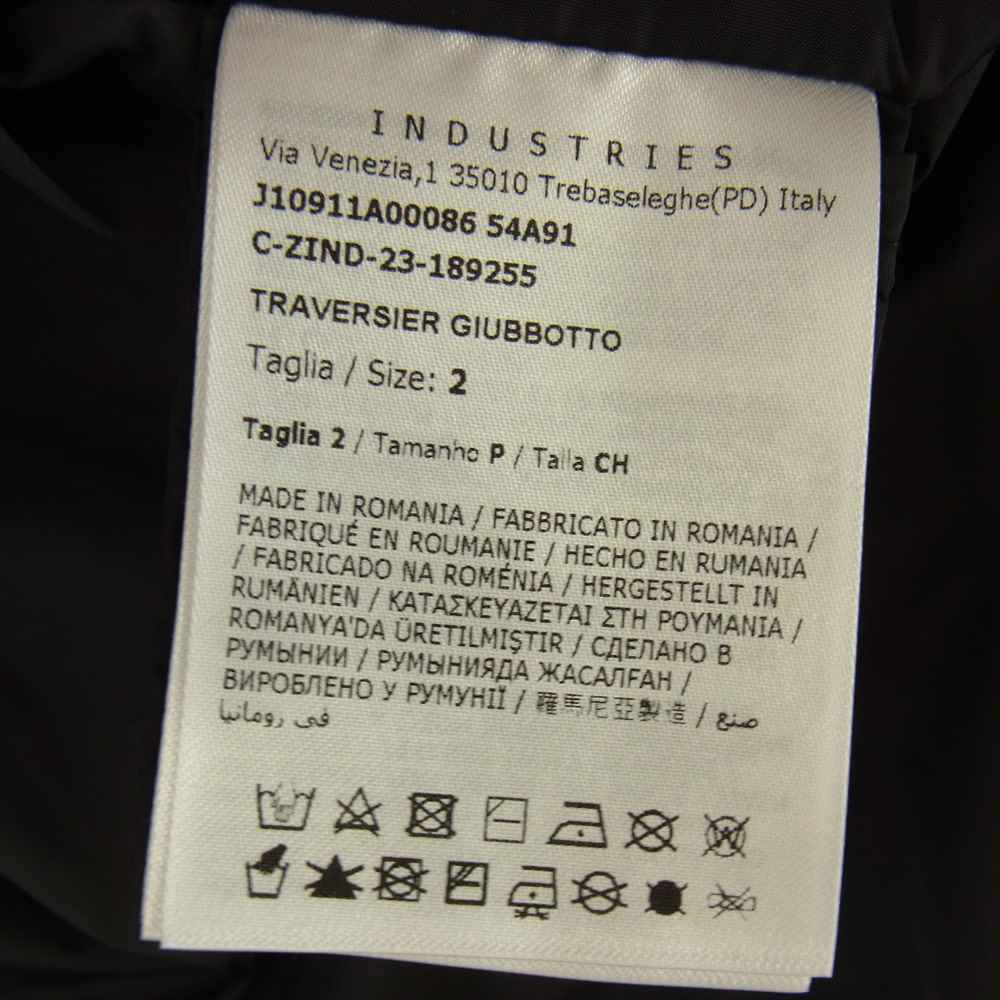 INDUSTRIES
Via Venezia,1 35010 Trebaseleghe(PD) Italy
J10911A00086 54A91
C-ZIND-23-189255
TRAVERSIER GIUBBOTTO
Taglia / Size: 2
Taglia 2 / Tamanho P / Talla CH
MADE IN ROMANIA / FABBRICATO IN ROMANIA /
FABRIQUÉ EN ROUMANIE / HECHO EN RUMANIA
/ FABRICADO NA ROMÉNIA / HERGESTELLT IN
RUMÄNIEN / ΚΑΤΑΣΚΕΥΑΖΕΤΑΙ ΣΤΗ ΡΟΥΜΑΝΙΑ /
ROMANYA'DA ÜRETILMIŞTIR / СДЕЛАНО В
РУМЫНИИ / РУМЫНИЯДА ЖАСАЛҒАН /
ВИРОБЛЕНО У РУМУНІЇ / 羅馬尼亞製造 / صنع
في رومانيا